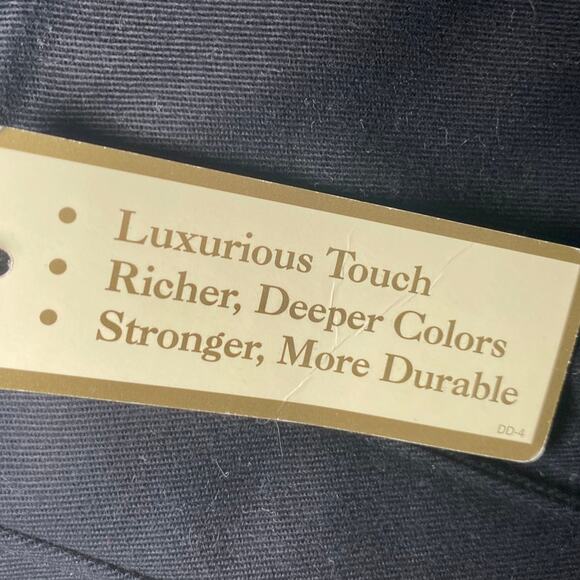 • Luxurious Touch
• Richer, Deeper Colors
• Stronger, More Durable
DD-4